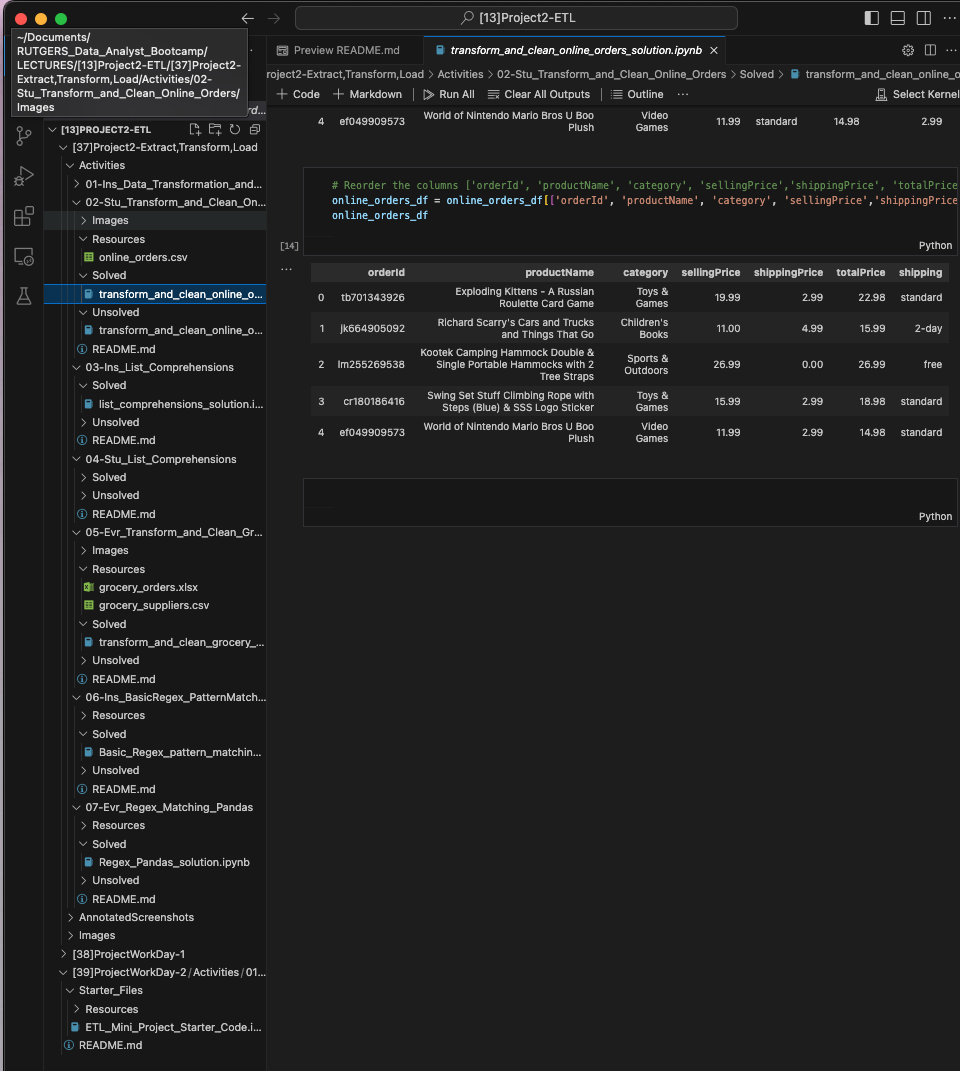 [13]Project2-ETL
~/Documents/
RUTGERS_Data_Analyst_Bootcamp/
LECTURES/[13]Project2-ETL/[37]Project2-
Extract,Transform,Load/Activities/02-
Stu_Transform_and_Clean_Online_Orders/
Images
[13]PROJECT2-ETL
[37]Project2-Extract,Transform,Load
Activities
01-Ins_Data_Transformation_and...
02-Stu_Transform_and_Clean_On...
Images
Resources
online_orders.csv
Solved
transform_and_clean_online_o...
Unsolved
transform_and_clean_online_o...
README.md
03-Ins_List_Comprehensions
Solved
list_comprehensions_solution.i...
Unsolved
README.md
04-Stu_List_Comprehensions
Solved
Unsolved
README.md
05-Evr_Transform_and_Clean_Gr...
Images
Resources
grocery_orders.xlsx
grocery_suppliers.csv
Solved
transform_and_clean_grocery_...
Unsolved
README.md
06-Ins_BasicRegex_PatternMatch...
Resources
Solved
Basic_Regex_pattern_matchin...
Unsolved
README.md
07-Evr_Regex_Matching_Pandas
Resources
Solved
Regex_Pandas_solution.ipynb
Unsolved
README.md
AnnotatedScreenshots
Images
[38]ProjectWorkDay-1
[39]ProjectWorkDay-2/Activities/01...
Starter_Files
Resources
ETL_Mini_Project_Starter_Code.i...
README.md
Preview README.md transform_and_clean_online_orders_solution.ipynb
roject2-Extract,Transform,Load > Activities > 02-Stu_Transform_and_Clean_Online_Orders > Solved > transform_and_clean_online_o
+ Code + Markdown Run All Clear All Outputs Outline ... Select Kernel
4 ef049909573 World of Nintendo Mario Bros U Boo Plush Video Games 11.99 standard 14.98 2.99
# Reorder the columns ['orderId', 'productName', 'category', 'sellingPrice','shippingPrice', 'totalPrice
online_orders_df = online_orders_df[['orderId', 'productName', 'category', 'sellingPrice','shippingPrice
online_orders_df
[14]
Python
orderId productName category sellingPrice shippingPrice totalPrice shipping
0 tb701343926 Exploding Kittens - A Russian Roulette Card Game Toys & Games 19.99 2.99 22.98 standard
1 jk664905092 Richard Scarry's Cars and Trucks and Things That Go Children's Books 11.00 4.99 15.99 2-day
2 lm255269538 Kootek Camping Hammock Double & Single Portable Hammocks with 2 Tree Straps Sports & Outdoors 26.99 0.00 26.99 free
3 cr180186416 Swing Set Stuff Climbing Rope with Steps (Blue) & SSS Logo Sticker Toys & Games 15.99 2.99 18.98 standard
4 ef049909573 World of Nintendo Mario Bros U Boo Plush Video Games 11.99 2.99 14.98 standard
Python